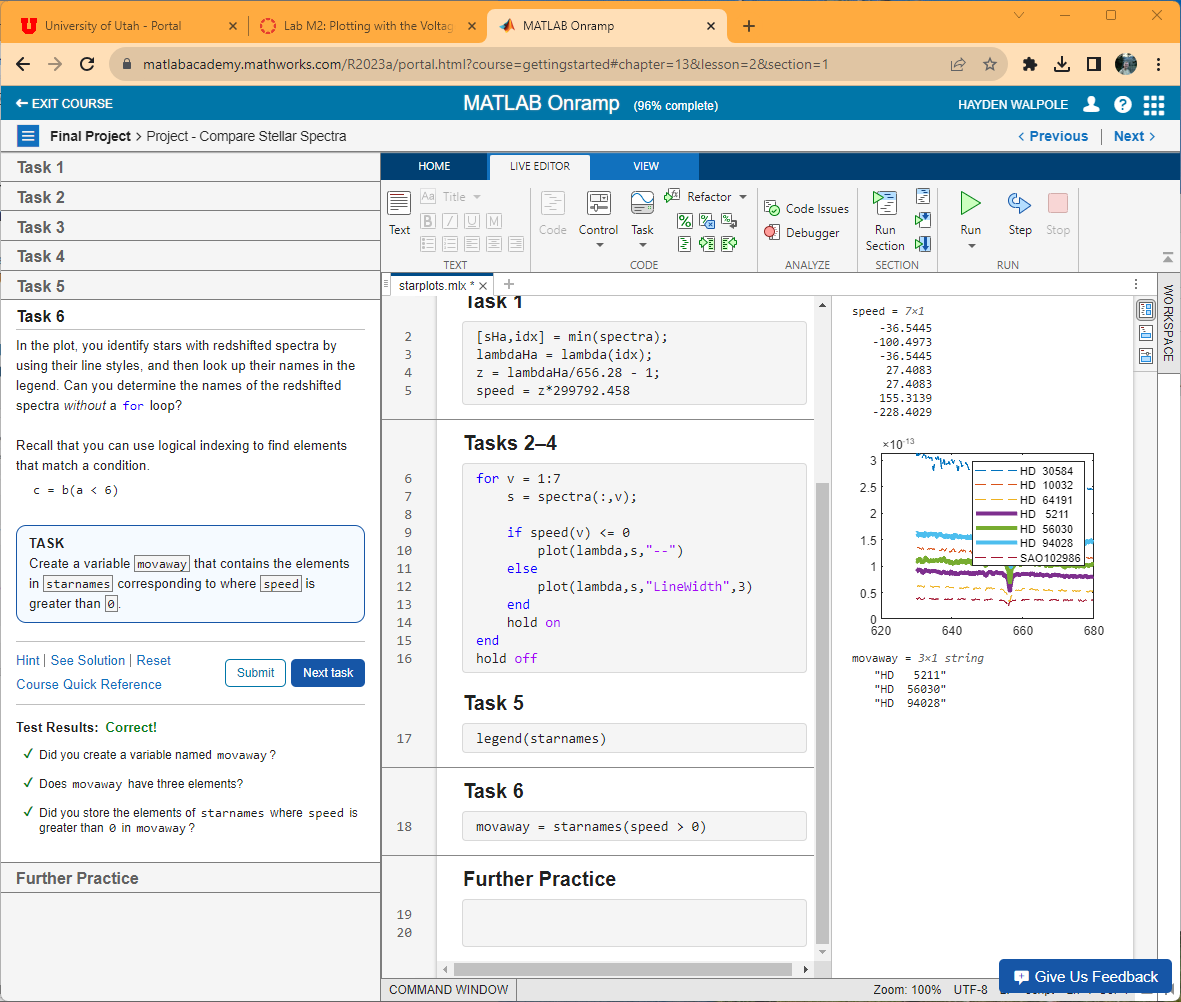 University of Utah - Portal
Lab M2: Plotting with the Voltag
MATLAB Onramp
matlabacademy.mathworks.com/R2023a/portal.html?course=gettingstarted#chapter=13&lesson=2&section=1
← EXIT COURSE
MATLAB Onramp (96% complete)
HAYDEN WALPOLE
Final Project > Project - Compare Stellar Spectra
< Previous | Next >
Task 1
Task 2
Task 3
Task 4
Task 5
Task 6
In the plot, you identify stars with redshifted spectra by
using their line styles, and then look up their names in the
legend. Can you determine the names of the redshifted
spectra without a for loop?
Recall that you can use logical indexing to find elements
that match a condition.
c = b(a < 6)
TASK
Create a variable movaway that contains the elements
in starnames corresponding to where speed is
greater than 0.
Hint | See Solution | Reset
Course Quick Reference
Submit
Next task
Test Results: Correct!
✓ Did you create a variable named movaway?
✓ Does movaway have three elements?
✓ Did you store the elements of starnames where speed is
greater than 0 in movaway?
Further Practice
HOME
LIVE EDITOR
VIEW
Text
Aa Title
B I U M
TEXT
Code
Control
Task
Refactor
CODE
Code Issues
Debugger
ANALYZE
Run
Section
SECTION
Run
Step
Stop
RUN
starplots.mlx *
Task 1
2 [sHa,idx] = min(spectra);
3 lambdaHa = lambda(idx);
4 z = lambdaHa/656.28 - 1;
5 speed = z*299792.458
Tasks 2–4
6 for v = 1:7
7 s = spectra(:,v);
8
9 if speed(v) <= 0
10 plot(lambda,s,"--")
11 else
12 plot(lambda,s,"LineWidth",3)
13 end
14 hold on
15 end
16 hold off
Task 5
17 legend(starnames)
Task 6
18 movaway = starnames(speed > 0)
Further Practice
19
20
speed = 7×1
-36.5445
-100.4973
-36.5445
27.4083
27.4083
155.3139
-228.4029
×10-13
3
2.5
2
1.5
1
0.5
0
620 640 660 680
HD 30584
HD 10032
HD 64191
HD 5211
HD 56030
HD 94028
SAO102986
movaway = 3×1 string
"HD 5211"
"HD 56030"
"HD 94028"
WORKSPACE
Give Us Feedback
COMMAND WINDOW
Zoom: 100% UTF-8